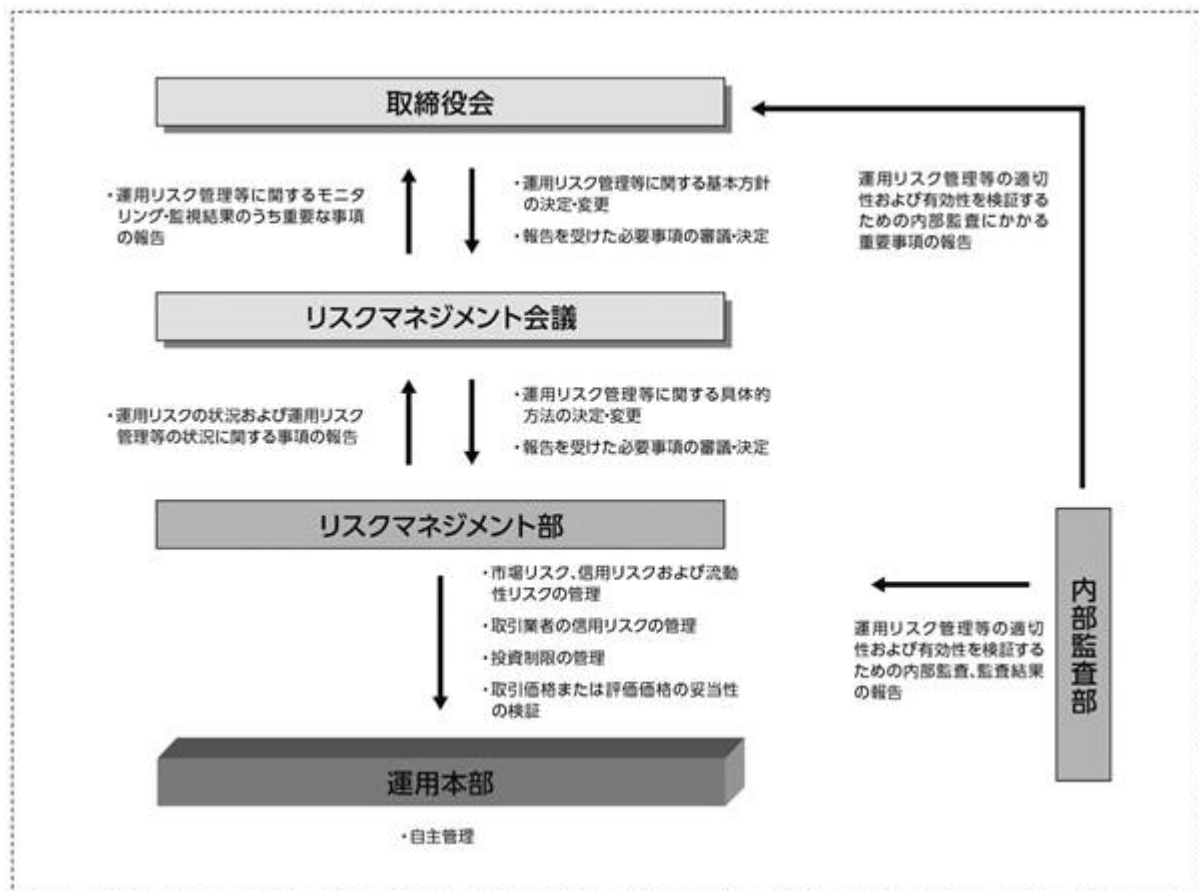 取締役会
・運用リスク管理等に関するモニタ
リング・監視結果のうち重要な事項
の報告
・運用リスク管理等に関する基本方針
の決定・変更
・報告を受けた必要事項の審議・決定
運用リスク管理等の適切
性および有効性を検証す
るための内部監査にかかる
重要事項の報告
リスクマネジメント会議
・運用リスクの状況および運用リスク
管理等の状況に関する事項の報告
・運用リスク管理等に関する具体的
方法の決定・変更
・報告を受けた必要事項の審議・決定
リスクマネジメント部
・市場リスク、信用リスクおよび流動
性リスクの管理
・取引業者の信用リスクの管理
・投資制限の管理
・取引価格または評価価格の妥当性
の検証
運用リスク管理等の適切
性および有効性を検証する
ための内部監査、監査結果
の報告
内部監査部
運用本部
・自主管理